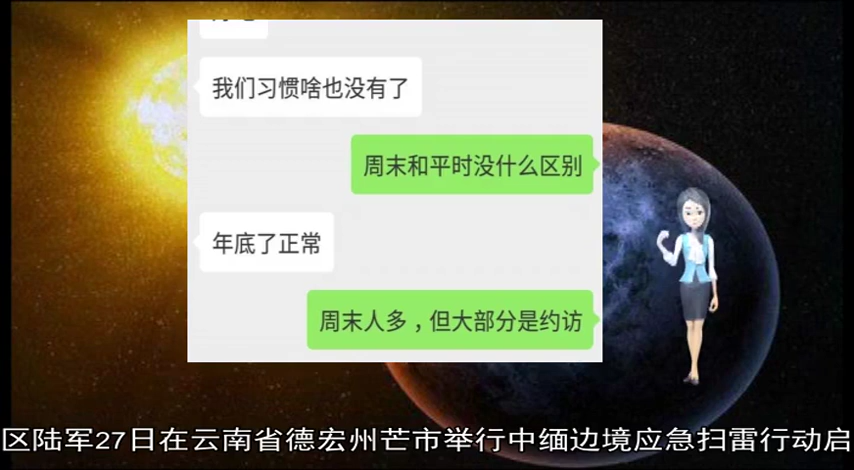 我们习惯啥也没有了
周末和平时没什么区别
年底了正常
周末人多，但大部分是约访
区陆军27日在云南省德宏州芒市举行中缅边境应急扫雷行动启